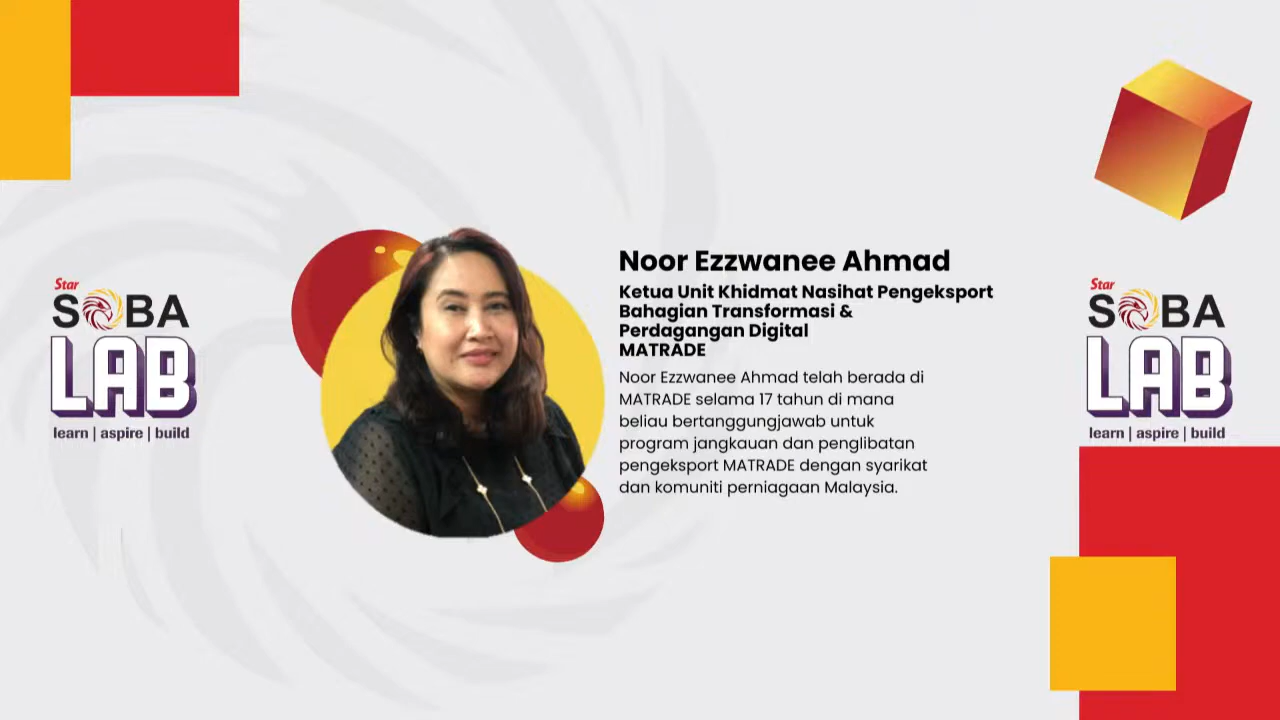 Noor Ezzwanee Ahmad
Ketua Unit Khidmat Nasihat Pengeksport
Bahagian Transformasi &
Perdagangan Digital
MATRADE
Noor Ezzwanee Ahmad telah berada di
MATRADE selama 17 tahun di mana
beliau bertanggungjawab untuk
program jangkauan dan penglibatan
pengeksport MATRADE dengan syarikat
dan komuniti perniagaan Malaysia.
Star
SOBA
LAB
learn | aspire | build
Star
SOBA
LAB
learn | aspire | build